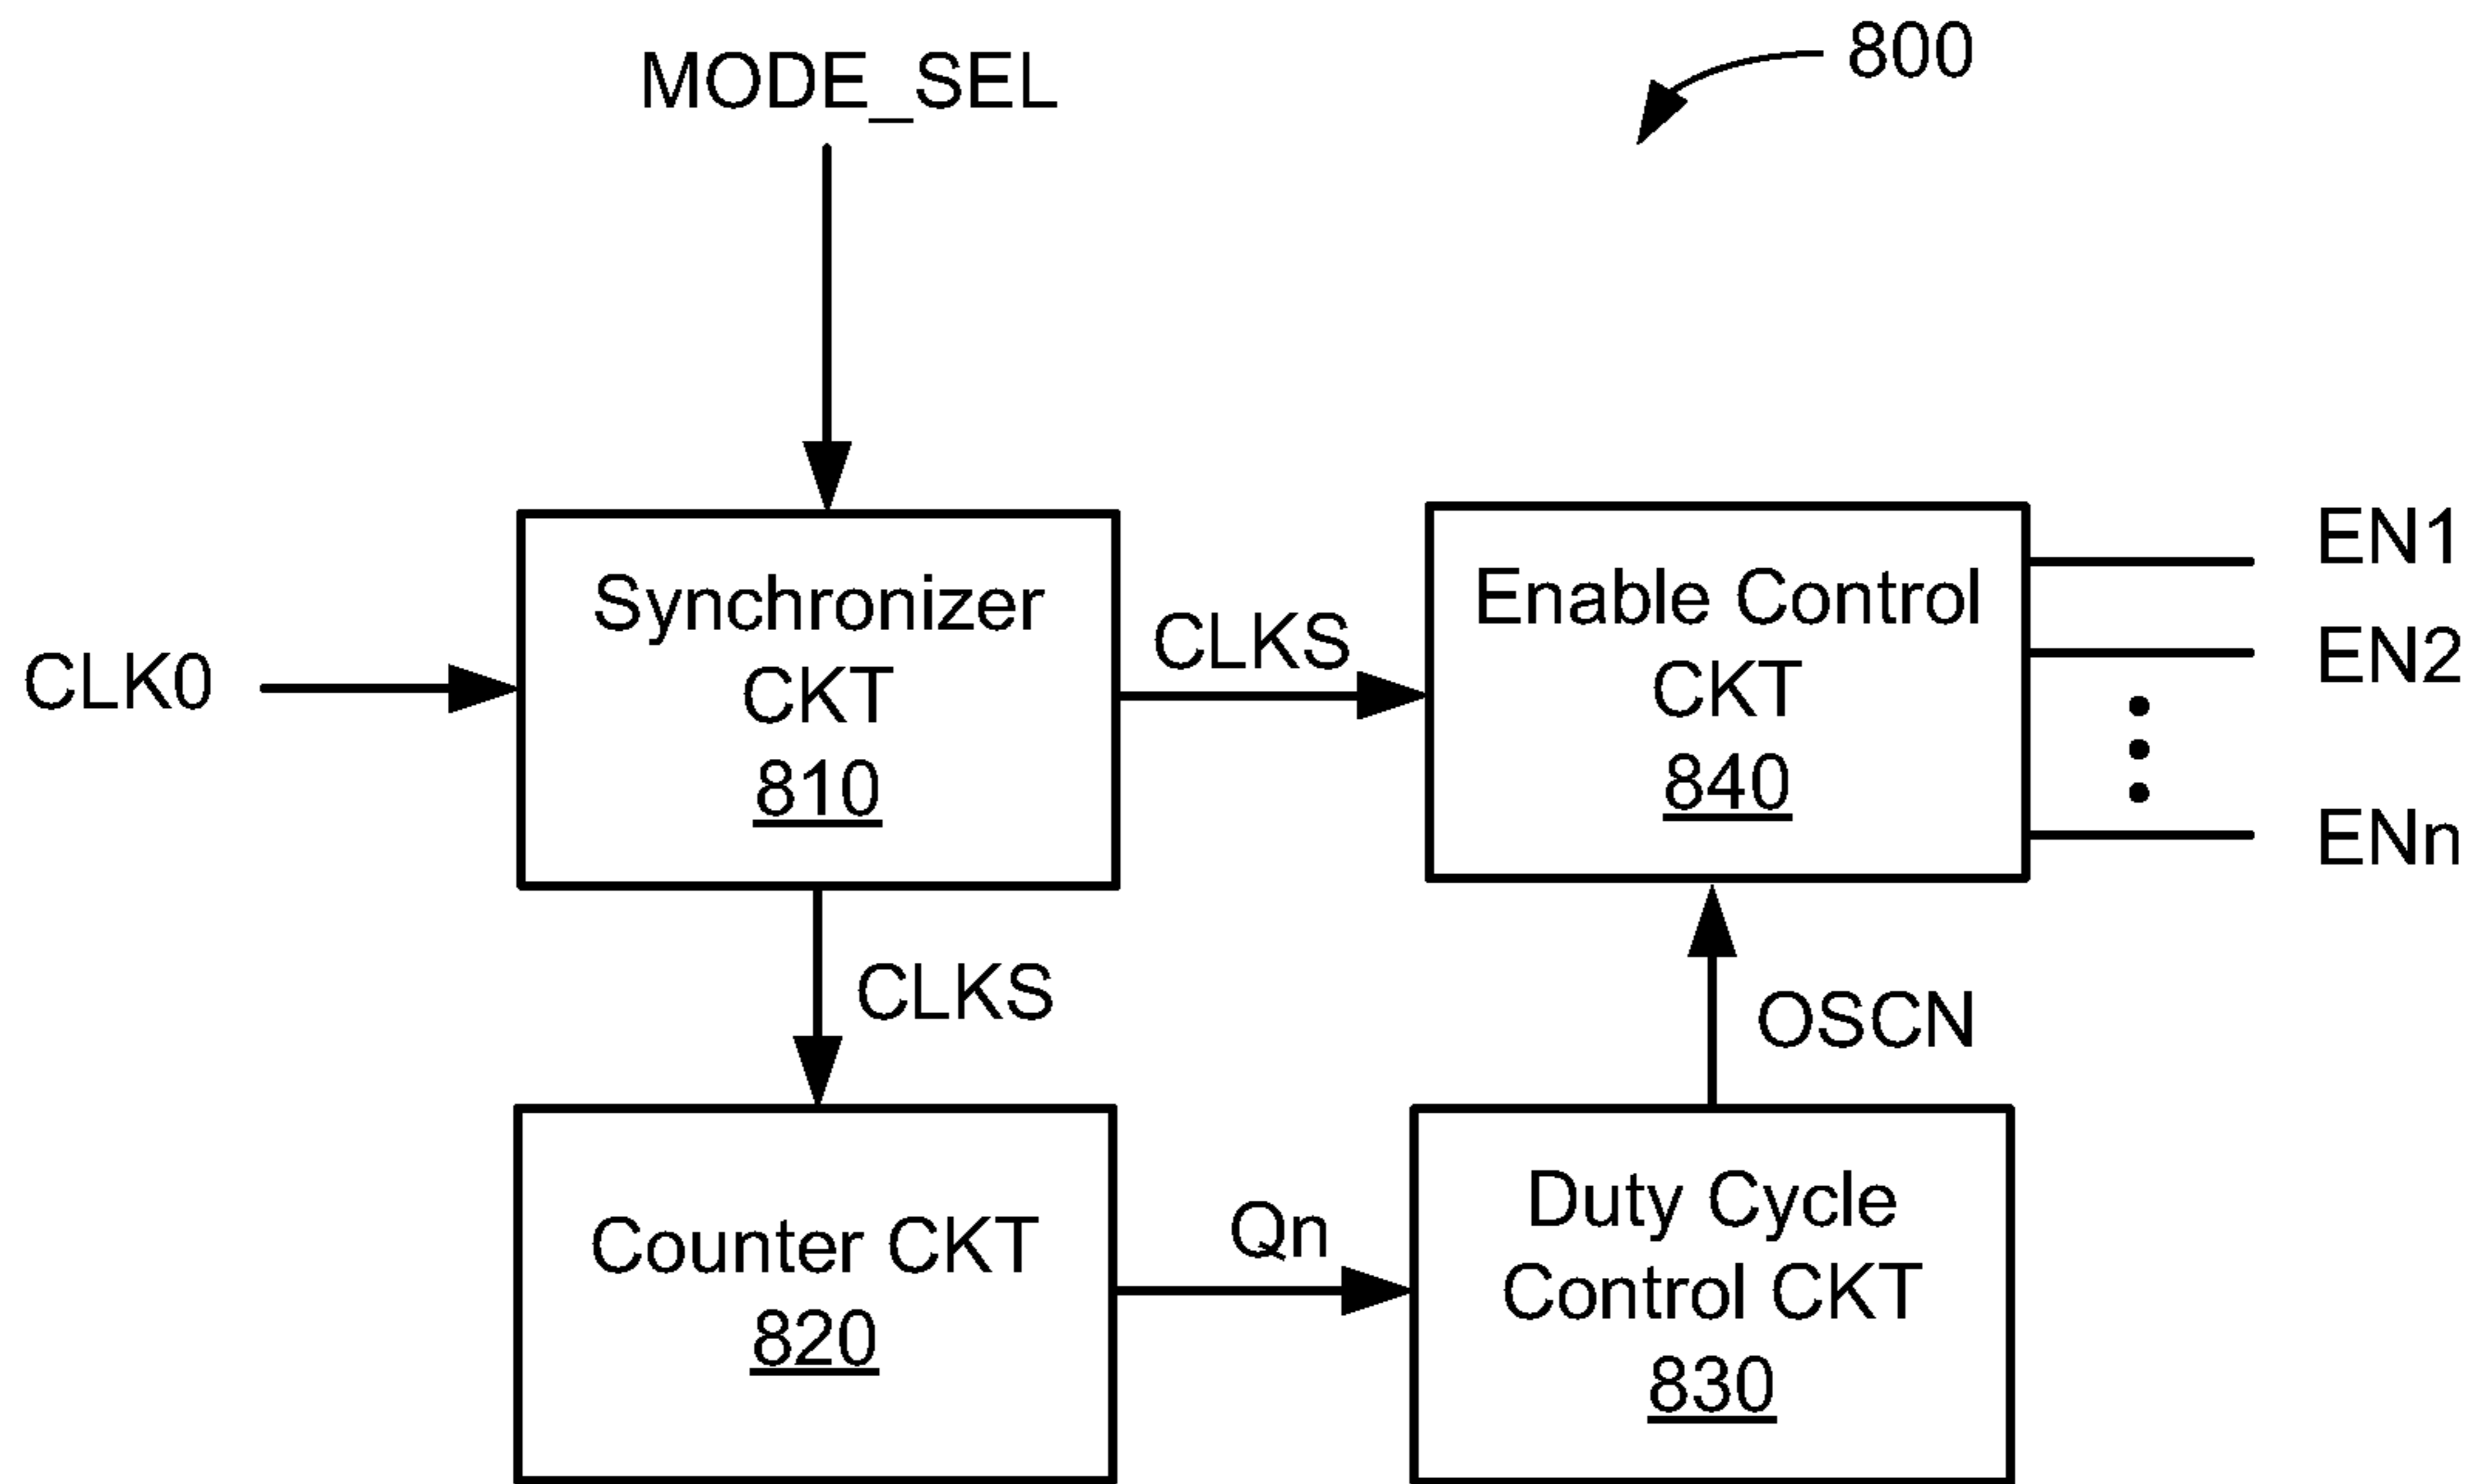 MODE_SEL
800
CLK0
Synchronizer
CKT
810
CLKS
Enable Control
CKT
840
EN1
EN2
ENn
CLKS
OSCN
Counter CKT
820
Qn
Duty Cycle
Control CKT
830